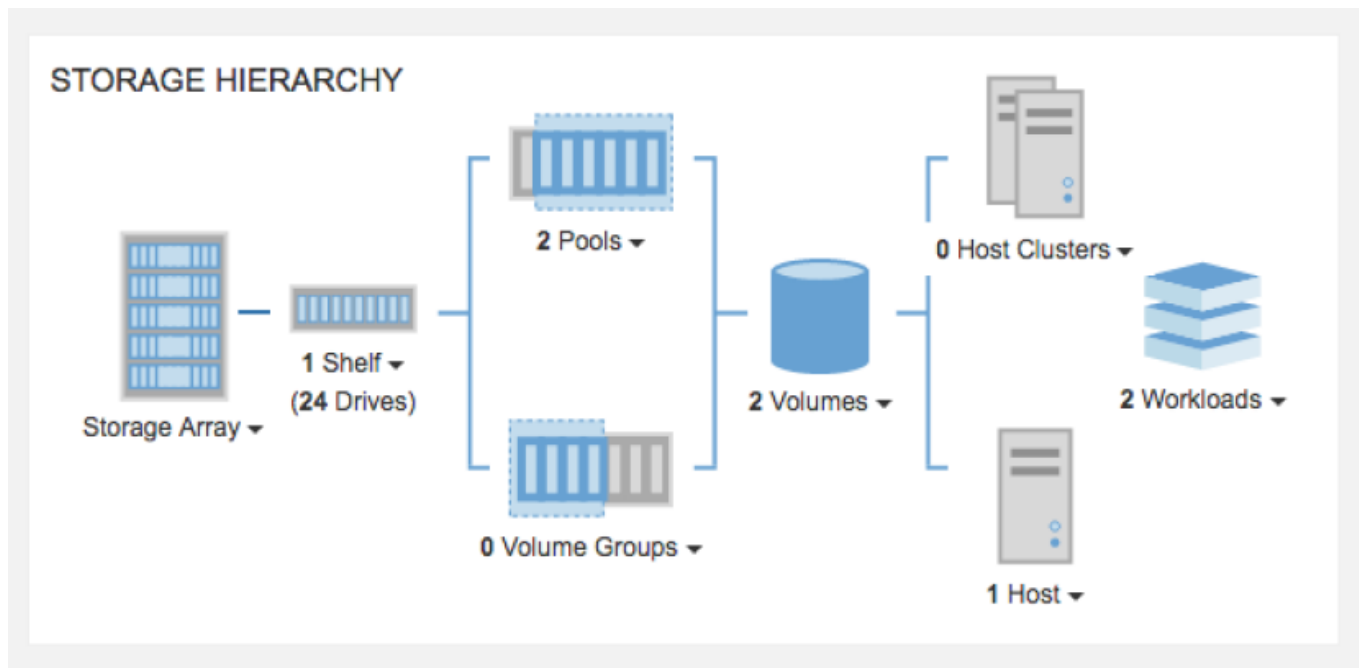 STORAGE HIERARCHY
Storage Array
1 Shelf
(24 Drives)
2 Pools
0 Volume Groups
2 Volumes
0 Host Clusters
1 Host
2 Workloads